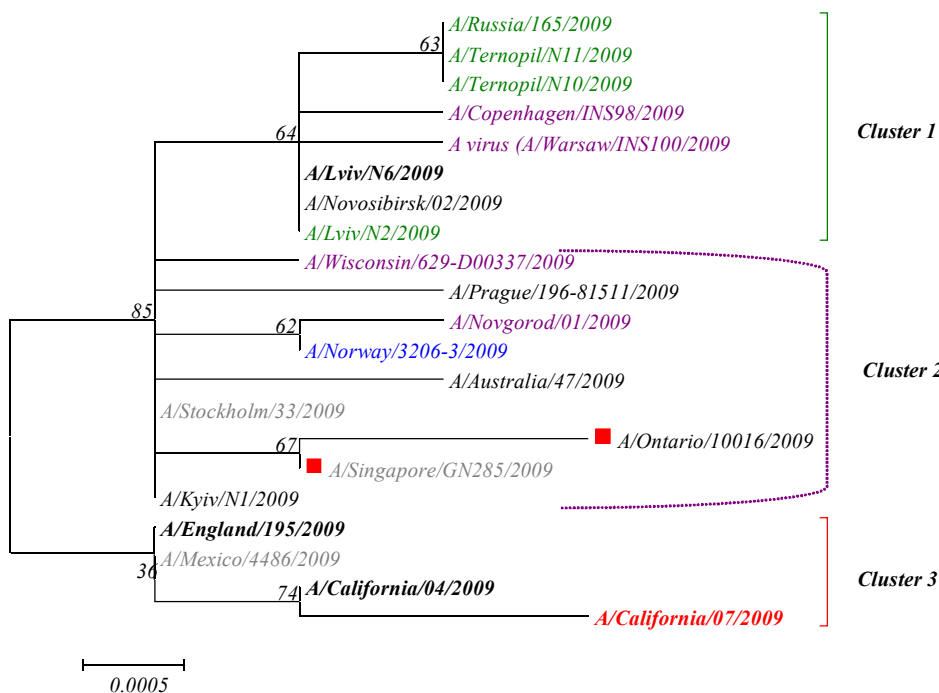 A/Russia/165/2009
63
A/Ternopil/N11/2009
A/Ternopil/N10/2009
A/Copenhagen/INS98/2009
64
Cluster 1
A virus (A/Warsaw/INS100/2009
A/Lviv/N6/2009
A/Novosibirsk/02/2009
A/Lviv/N2/2009
A/Wisconsin/629-D00337/2009
A/Prague/196-81511/2009
85
A/Novgorod/01/2009
62
A/Norway/3206-3/2009
Cluster 2
A/Australia/47/2009
A/Stockholm/33/2009
A/Ontario/10016/2009
67
A/Singapore/GN285/2009
A/Kyiv/N1/2009
A/England/195/2009
A/Mexico/4486/2009
36
Cluster 3
A/California/04/2009
74
A/California/07/2009
0.0005